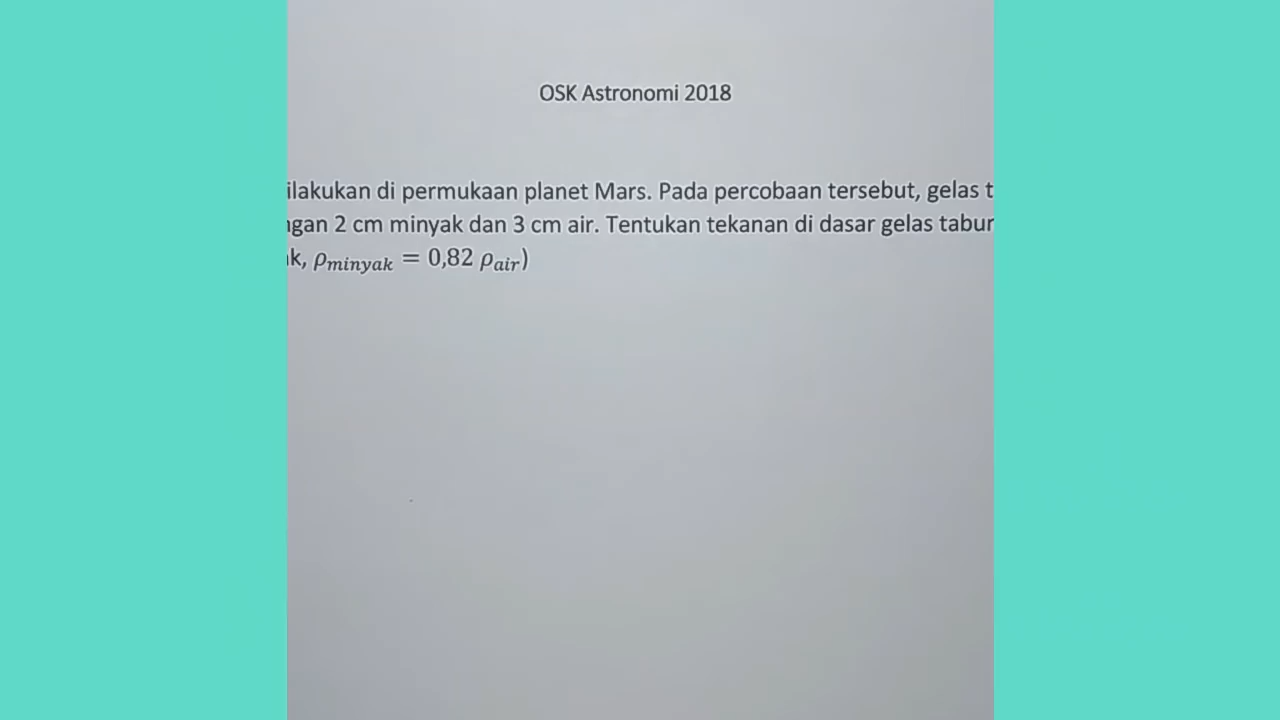 OSK Astronomi 2018
ilakukan di permukaan planet Mars. Pada percobaan tersebut, gelas t
ngan 2 cm minyak dan 3 cm air. Tentukan tekanan di dasar gelas tabur
k, ρminyak = 0,82 ρair)